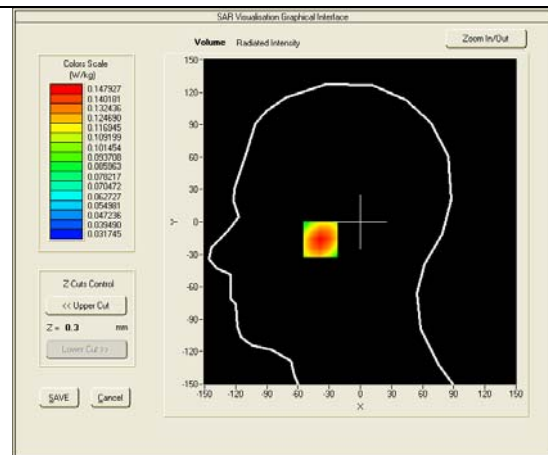 SAR Visualisation Graphical Interface
Volume Radiated Intensity
Zoom In/Out
Colors Scale
(W/kg)
0.147927
0.140181
0.132436
0.124690
0.116945
0.109199
0.101454
0.093708
0.085963
0.078217
0.070472
0.062727
0.054981
0.047236
0.039490
0.031745
Z Cuts Control
<< Upper Cut
Z = 0.3 mm
Lower Cut >>
SAVE Cancel
150
120
90
60
30
0
-30
-60
-90
-120
-150
Y
-150 -120 -90 -60 -30 0 30 60 90 120 150
X